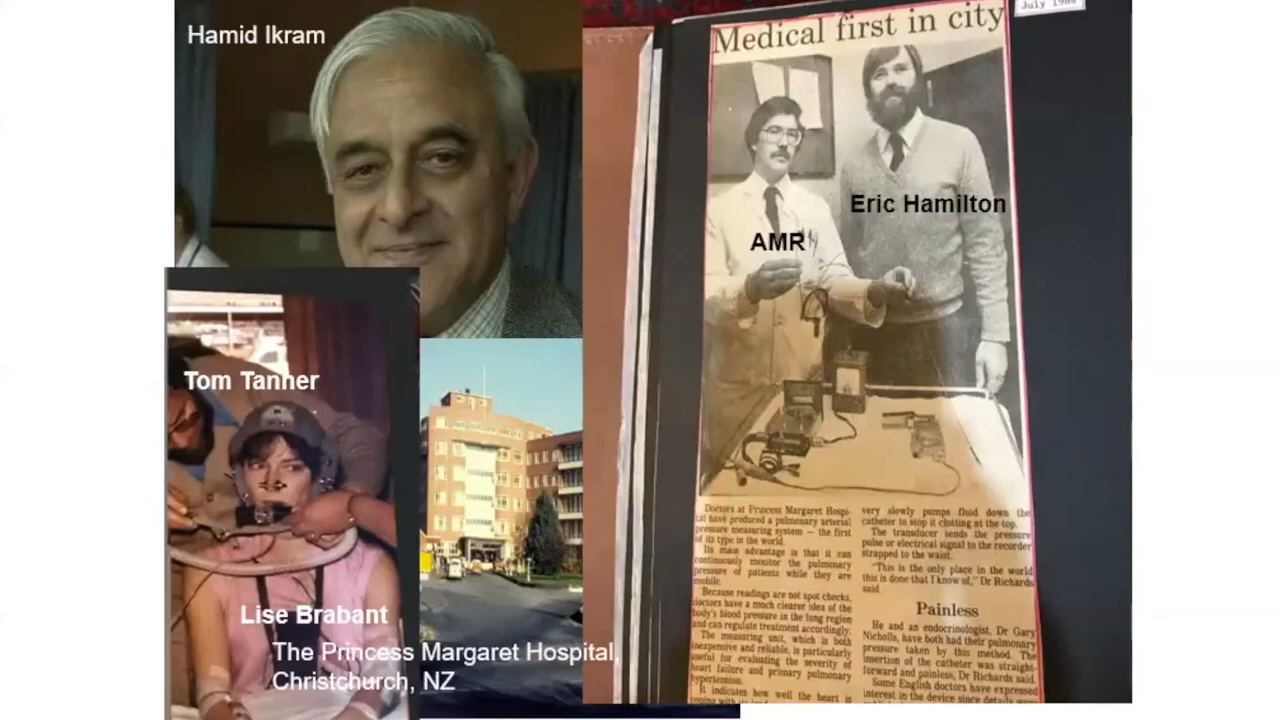 Hamid Ikram
Tom Tanner
Lise Brabant
The Princess Margaret Hospital,
Christchurch, NZ
July 1984
Medical first in city
Eric Hamilton
AMR
Doctors at Princess Margaret Hospi-
tal have produced a pulmonary arterial
pressure measuring system — the first
of its type in the world.
Its main advantage is that it can
continuously monitor the pulmonary
pressure of patients while they are
mobile.
Because readings are not spot checks,
doctors have a much clearer idea of the
body's blood pressure in the lung region
and can regulate treatment accordingly.
The measuring unit, which is both
inexpensive and reliable, is particularly
useful for evaluating the severity of
heart failure and primary pulmonary
hypertension.
It indicates how well the heart is
coping with its load
very slowly pumps fluid down the
catheter to stop it clotting at the top.
The transducer sends the pressure
pulse or electrical signal to the recorder
strapped to the waist.
"This is the only place in the world
this is done that I know of," Dr Richards
said.
Painless
He and an endocrinologist, Dr Gary
Nicholls, have both had their pulmonary
pressure taken by this method. The
insertion of the catheter was straight-
forward and painless, Dr Richards said.
Some English doctors have expressed
interest in the device since details were